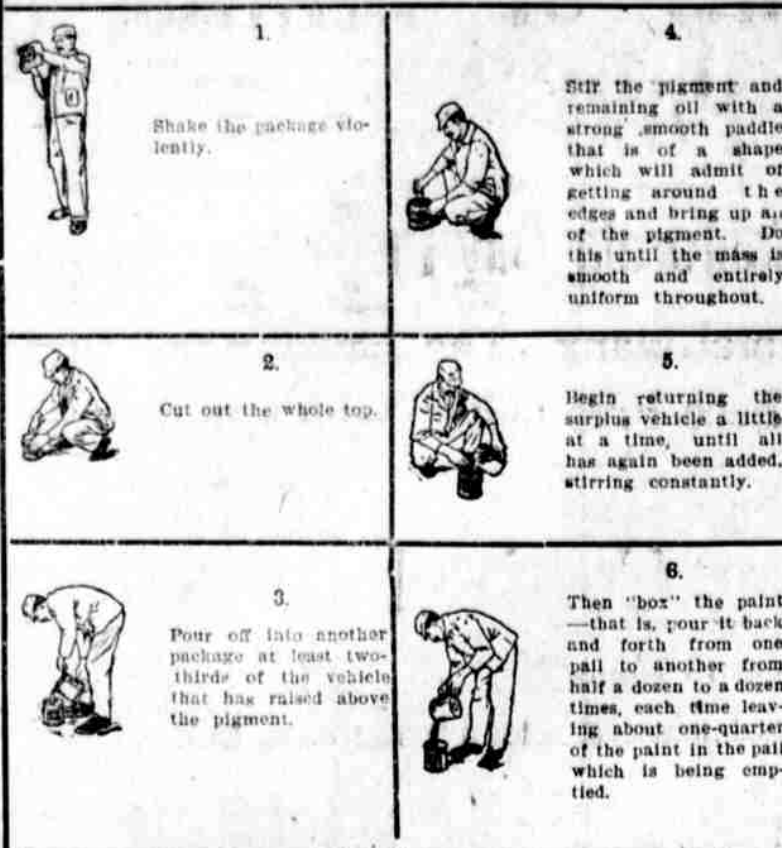 1.
Shake the package vio-
lently.
2.
Cut out the whole top.
3.
Pour off into another
package at least two-
thirds of the vehicle
that has raised above
the pigment.
4.
Stir the pigment and
remaining oil with a
strong smooth paddle
that is of a shape
which will admit of
getting around the
edges and bring up all
of the pigment. Do
this until the mass is
smooth and entirely
uniform throughout.
5.
Begin returning the
surplus vehicle a little
at a time, until all
has again been added,
stirring constantly.
6.
Then "box" the paint
—that is, pour it back
and forth from one
pail to another from
half a dozen to a dozen
times, each time leav-
ing about one-quarter
of the paint in the pail
which is being emp-
tied.